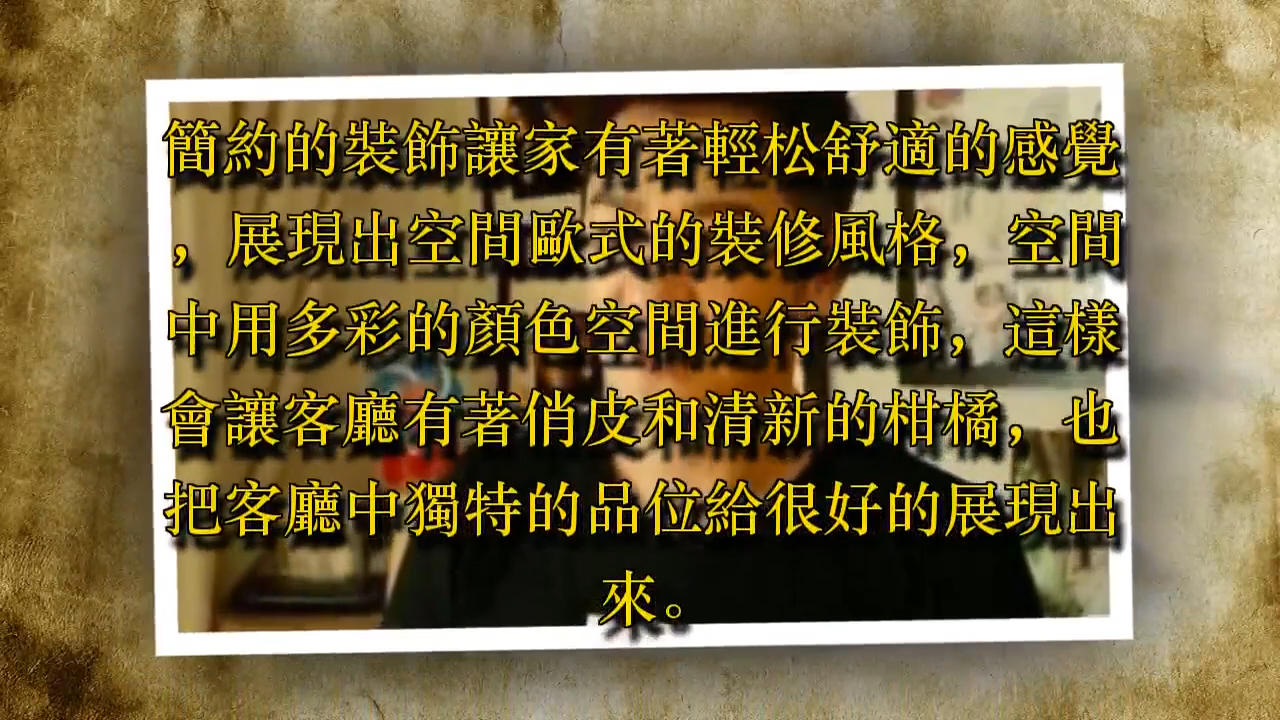 簡約的裝飾讓家有著輕松舒適的感覺
，展現出空間歐式的裝修風格，空間
中用多彩的顏色空間進行裝飾，這樣
會讓客廳有著俏皮和清新的柑橘，也
把客廳中獨特的品位給很好的展現出
來。